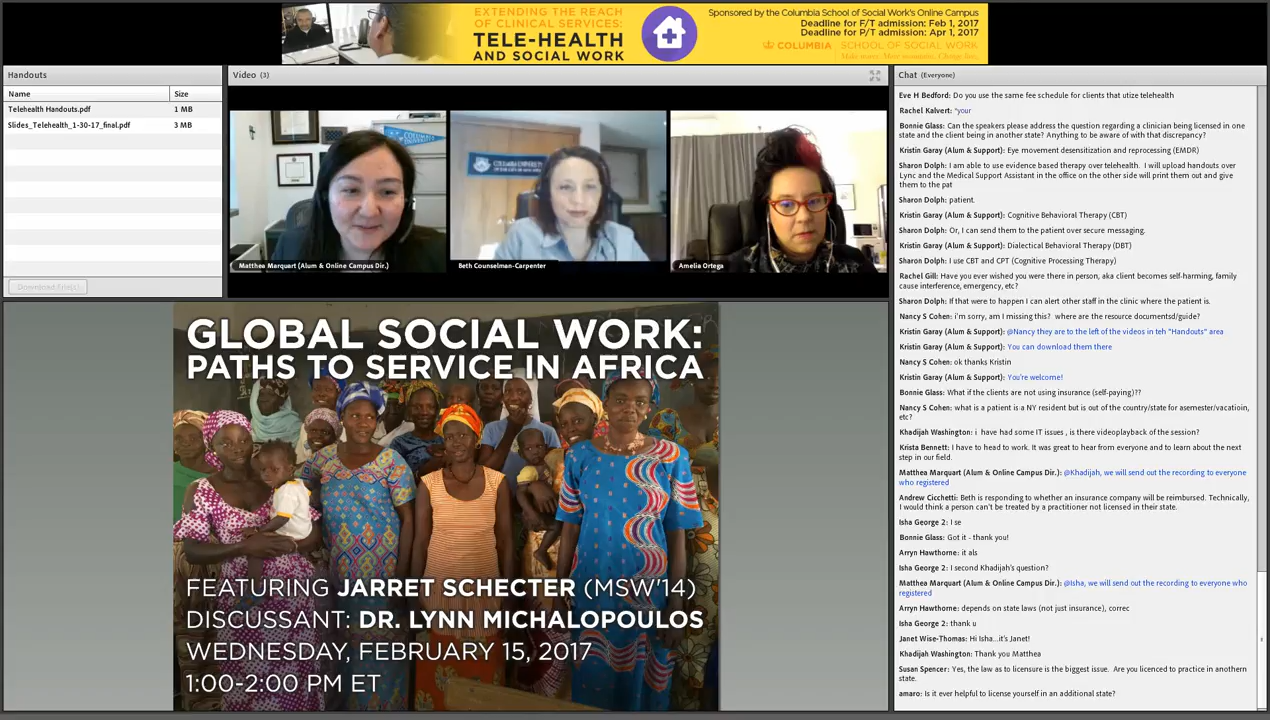 EXTENDING THE REACH
OF CLINICAL SERVICES:
TELE-HEALTH
AND SOCIAL WORK
Sponsored by the Columbia School of Social Work's Online Campus
Deadline for F/T admission: Feb 1, 2017
Deadline for P/T admission: Apr 1, 2017
COLUMBIA SCHOOL OF SOCIAL WORK
Handouts
Name Size
Telehealth Handouts.pdf 1 MB
Slides_Telehealth_1-30-17_final.pdf 3 MB
Download File(s)
Video (3)
COLUMBIA
COLUMBIA UNIVERSITY
Matthea Marquart (Alum & Online Campus Dir.)
Beth Counselman-Carpenter
Amelia Ortega
GLOBAL SOCIAL WORK:
PATHS TO SERVICE IN AFRICA
FEATURING JARRET SCHECTER (MSW'14)
DISCUSSANT: DR. LYNN MICHALOPOULOS
WEDNESDAY, FEBRUARY 15, 2017
1:00-2:00 PM ET
Chat (Everyone)
Eve H Bedford: Do you use the same fee schedule for clients that utize telehealth
Rachel Kalvert: *your
Bonnie Glass: Can the speakers please address the question regarding a clinician being licensed in one
state and the client being in another state? Anything to be aware of with that discrepancy?
Kristin Garay (Alum & Support): Eye movement desensitization and reprocessing (EMDR)
Sharon Dolph: I am able to use evidence based therapy over telehealth. I will upload handouts over
Lync and the Medical Support Assistant in the office on the other side will print them out and give
them to the pat
Sharon Dolph: patient.
Kristin Garay (Alum & Support): Cognitive Behavioral Therapy (CBT)
Sharon Dolph: Or, I can send them to the patient over secure messaging.
Kristin Garay (Alum & Support): Dialectical Behavioral Therapy (DBT)
Sharon Dolph: I use CBT and CPT (Cognitive Processing Therapy)
Rachel Gill: Have you ever wished you were there in person, aka client becomes self-harming, family
cause interference, emergency, etc?
Sharon Dolph: If that were to happen I can alert other staff in the clinic where the patient is.
Nancy S Cohen: i'm sorry, am I missing this? where are the resource documentsd/guide?
Kristin Garay (Alum & Support): @Nancy they are to the left of the videos in teh "Handouts" area
Kristin Garay (Alum & Support): You can download them there
Nancy S Cohen: ok thanks Kristin
Kristin Garay (Alum & Support): You're welcome!
Bonnie Glass: What if the clients are not using insurance (self-paying)??
Nancy S Cohen: what is a patient is a NY resident but is out of the country/state for asemester/vacatioin,
etc?
Khadijah Washington: i have had some IT issues , is there videoplayback of the session?
Krista Bennett: I have to head to work. It was great to hear from everyone and to learn about the next
step in our field.
Matthea Marquart (Alum & Online Campus Dir.): @Khadijah, we will send out the recording to everyone
who registered
Andrew Cicchetti: Beth is responding to whether an insurance company will be reimbursed. Technically,
I would think a person can't be treated by a practitioner not licensed in their state.
Isha George 2: I se
Bonnie Glass: Got it - thank you!
Arryn Hawthorne: it als
Isha George 2: I second Khadijah's question?
Matthea Marquart (Alum & Online Campus Dir.): @Isha, we will send out the recording to everyone who
registered
Arryn Hawthorne: depends on state laws (not just insurance), correc
Isha George 2: thank u
Janet Wise-Thomas: Hi Isha...it's Janet!
Khadijah Washington: Thank you Matthea
Susan Spencer: Yes, the law as to licensure is the biggest issue. Are you licenced to practice in anothern
state.
amaro: Is it ever helpful to license yourself in an additional state?